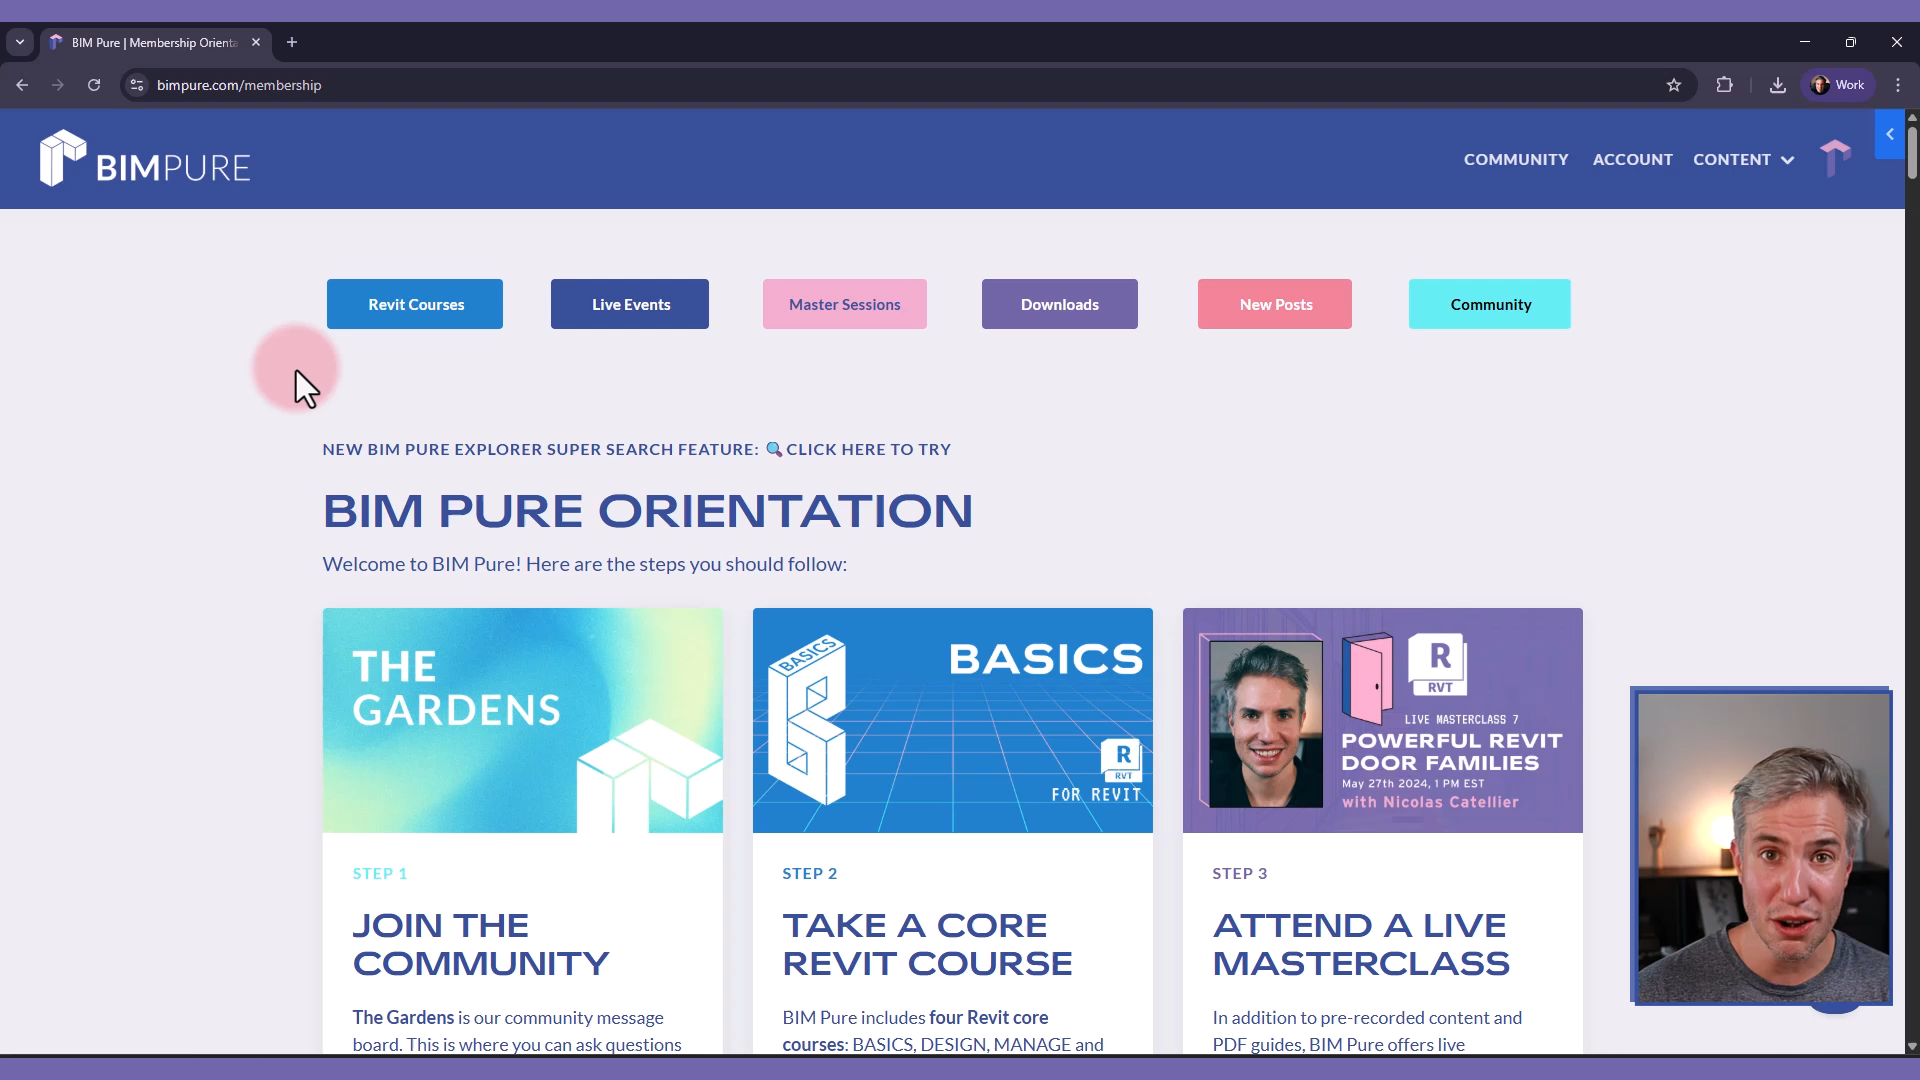 BIM Pure | Membership Orienta
bimpure.com/membership
Work
BIMPURE
COMMUNITY
ACCOUNT
CONTENT
Revit Courses
Live Events
Master Sessions
Downloads
New Posts
Community
NEW BIM PURE EXPLORER SUPER SEARCH FEATURE: 🔍CLICK HERE TO TRY
BIM PURE ORIENTATION
Welcome to BIM Pure! Here are the steps you should follow:
THE
GARDENS
BASICS
BASICS
R
RVT
FOR REVIT
R
RVT
LIVE MASTERCLASS 7
POWERFUL REVIT
DOOR FAMILIES
May 27th 2024, 1 PM EST
with Nicolas Catellier
STEP 1
JOIN THE
COMMUNITY
The Gardens is our community message
board. This is where you can ask questions
STEP 2
TAKE A CORE
REVIT COURSE
BIM Pure includes four Revit core
courses: BASICS, DESIGN, MANAGE and
STEP 3
ATTEND A LIVE
MASTERCLASS
In addition to pre-recorded content and
PDF guides, BIM Pure offers live